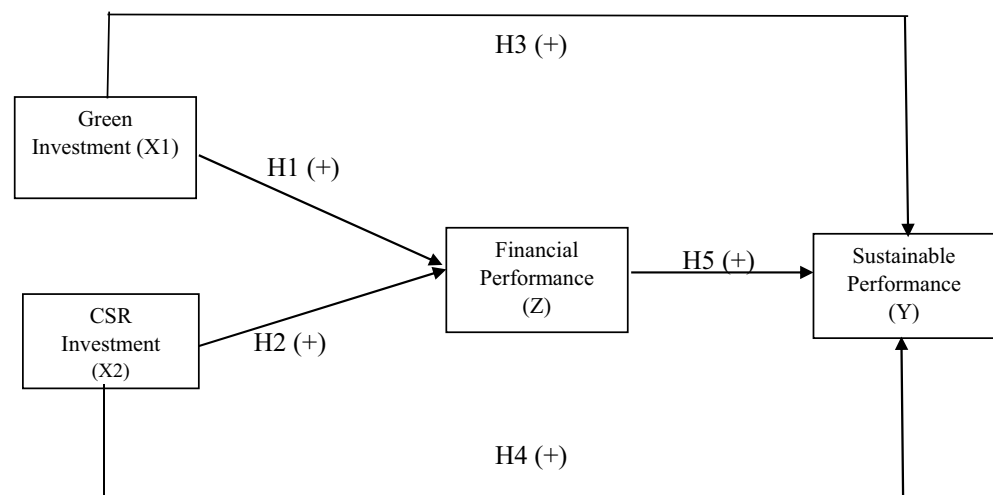 H3 (+)
Green
Investment (X1)
H1 (+)
Financial
Performance
(Z)
H5 (+)
Sustainable
Performance
(Y)
CSR
Investment
(X2)
H2 (+)
H4 (+)